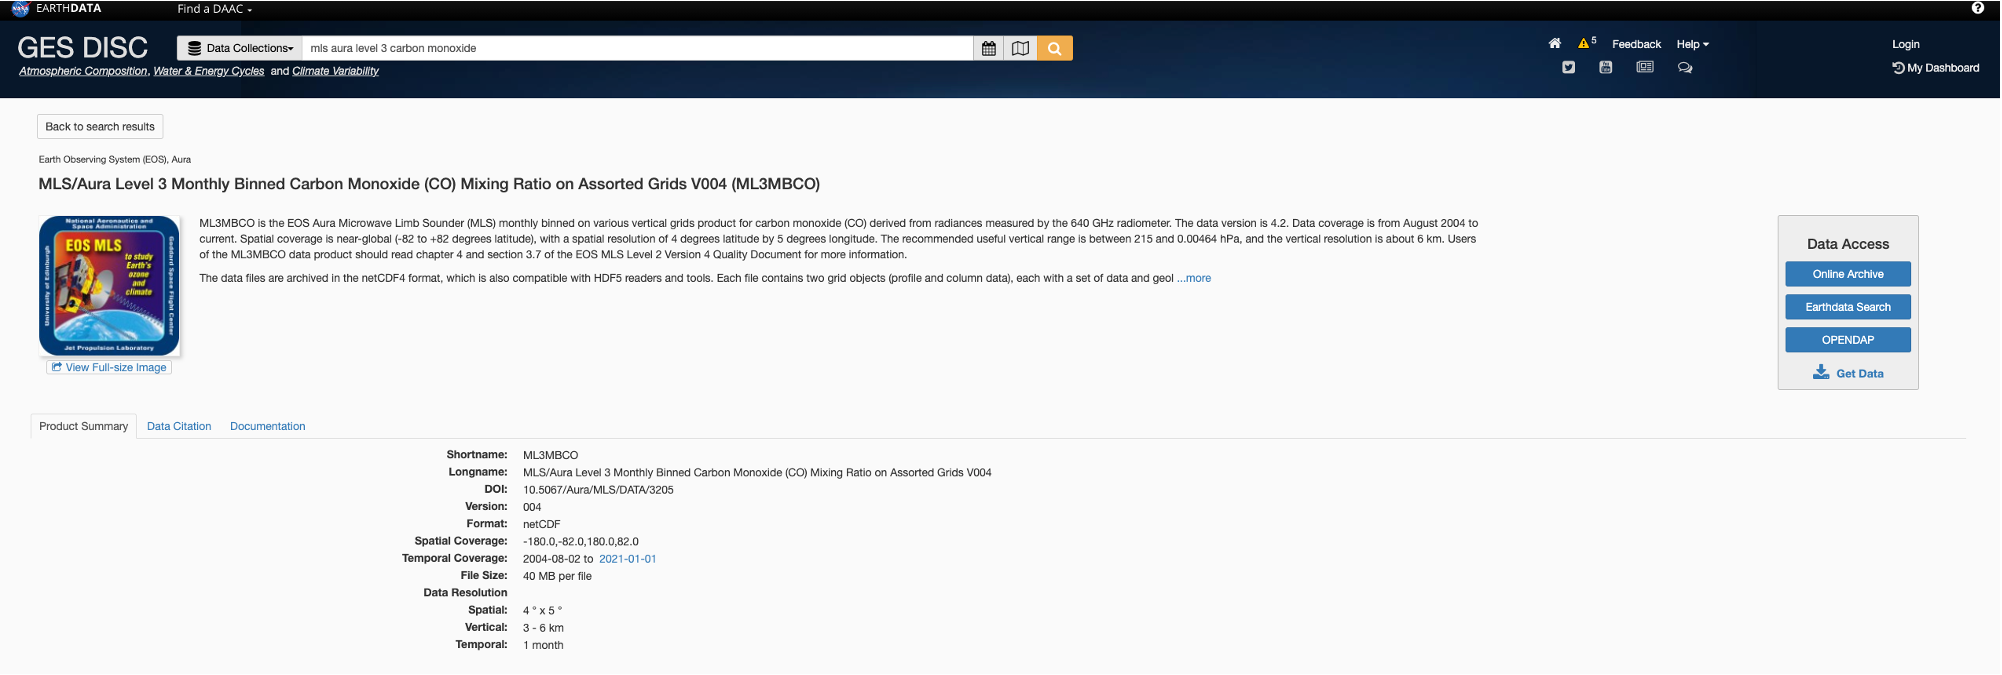 NASA EARTHDATA Find a DAAC
GES DISC Data Collections mls aura level 3 carbon monoxide
5 Feedback Help Login
Atmospheric Composition, Water & Energy Cycles and Climate Variability
My Dashboard
Back to search results
Earth Observing System (EOS), Aura
MLS/Aura Level 3 Monthly Binned Carbon Monoxide (CO) Mixing Ratio on Assorted Grids V004 (ML3MBCO)
National Aeronautics and
Space Administration
EOS MLS
to study
Earth's
ozone
and
climate
University of Edinburgh
Goddard Space Flight Center
Jet Propulsion Laboratory
View Full-size Image
ML3MBCO is the EOS Aura Microwave Limb Sounder (MLS) monthly binned on various vertical grids product for carbon monoxide (CO) derived from radiances measured by the 640 GHz radiometer. The data version is 4.2. Data coverage is from August 2004 to
current. Spatial coverage is near-global (-82 to +82 degrees latitude), with a spatial resolution of 4 degrees latitude by 5 degrees longitude. The recommended useful vertical range is between 215 and 0.00464 hPa, and the vertical resolution is about 6 km. Users
of the ML3MBCO data product should read chapter 4 and section 3.7 of the EOS MLS Level 2 Version 4 Quality Document for more information.
The data files are archived in the netCDF4 format, which is also compatible with HDF5 readers and tools. Each file contains two grid objects (profile and column data), each with a set of data and geol ...more
Data Access
Online Archive
Earthdata Search
OPENDAP
Get Data
Product Summary Data Citation Documentation
Shortname: ML3MBCO
Longname: MLS/Aura Level 3 Monthly Binned Carbon Monoxide (CO) Mixing Ratio on Assorted Grids V004
DOI: 10.5067/Aura/MLS/DATA/3205
Version: 004
Format: netCDF
Spatial Coverage: -180.0,-82.0,180.0,82.0
Temporal Coverage: 2004-08-02 to 2021-01-01
File Size: 40 MB per file
Data Resolution
Spatial: 4 ° x 5 °
Vertical: 3 - 6 km
Temporal: 1 month